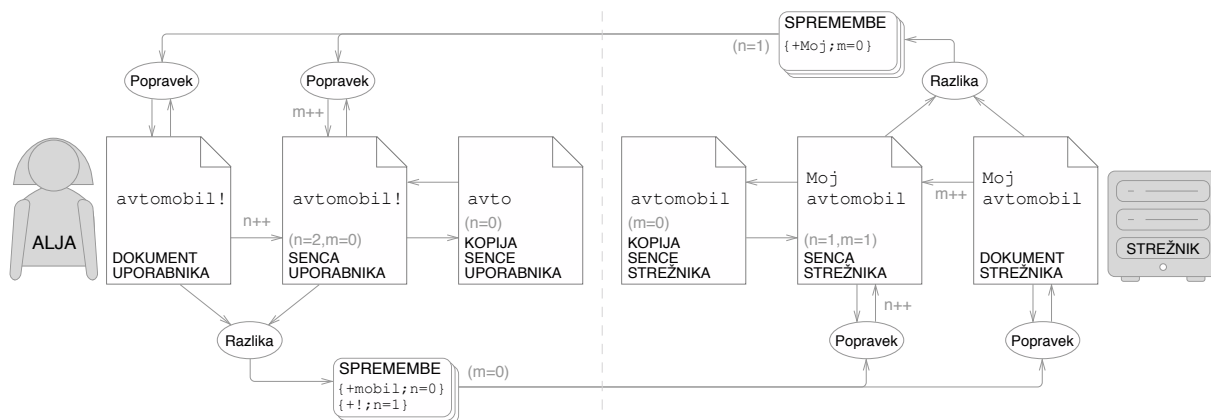 SPREMEMBE
{+Moj;m=0}
(n=1)
Popravek
Popravek
Razlika
m++
avtomobil!
DOKUMENT
UPORABNIKA
n++
avtomobil!
(n=2,m=0)
SENCA
UPORABNIKA
avto
(n=0)
KOPIJA
SENCE
UPORABNIKA
avtomobil
(m=0)
KOPIJA
SENCE
STREŽNIKA
Moj
avtomobil
(n=1,m=1)
SENCA
STREŽNIKA
m++
Moj
avtomobil
DOKUMENT
STREŽNIKA
ALJA
STREŽNIK
n++
Razlika
Popravek
Popravek
SPREMEMBE
{+mobil;n=0}
{+!;n=1}
(m=0)